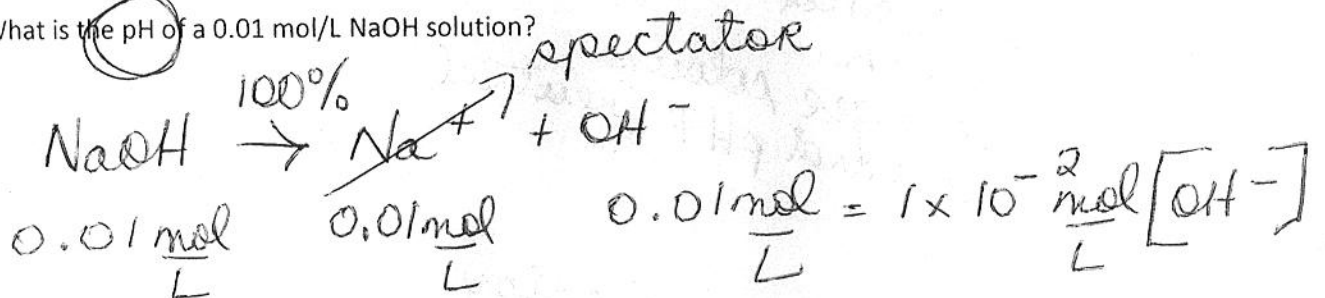 What is the pH of a 0.01 mol/L NaOH solution?
spectator
100%
NaOH → Na⁺ + OH⁻
0.01 mol/L 0.01 mol/L 0.01 mol/L = 1 x 10⁻² mol/L [OH⁻]